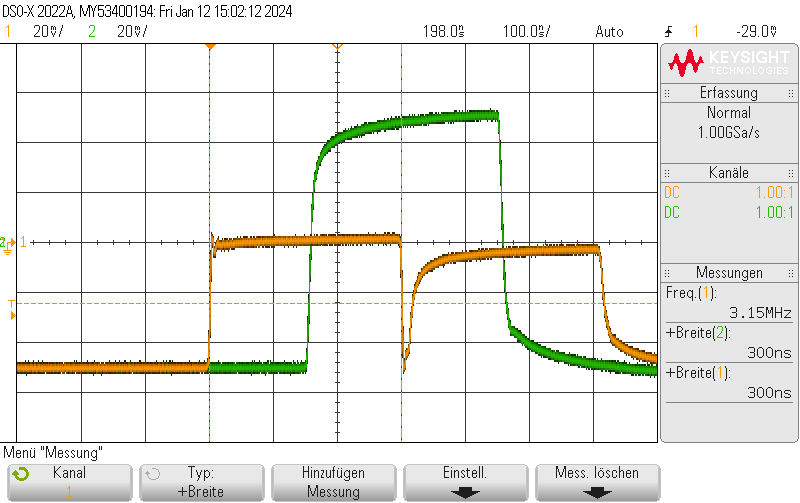 DSO-X 2022A, MY53400194: Fri Jan 12 15:02:12 2024
1 20V/ 2 20V/ 198.0s 100.0s/ Auto 1 -29.0V
KEYSIGHT
TECHNOLOGIES
Erfassung
Normal
1.00GSa/s
Kanäle
DC 1.00:1
DC 1.00:1
Messungen
Freq.(1):
3.15MHz
+Breite(2):
300ns
+Breite(1):
300ns
2 1
T
Menü "Messung"
Kanal
1
Typ:
+Breite
Hinzufügen
Messung
Einstell.
Mess. löschen